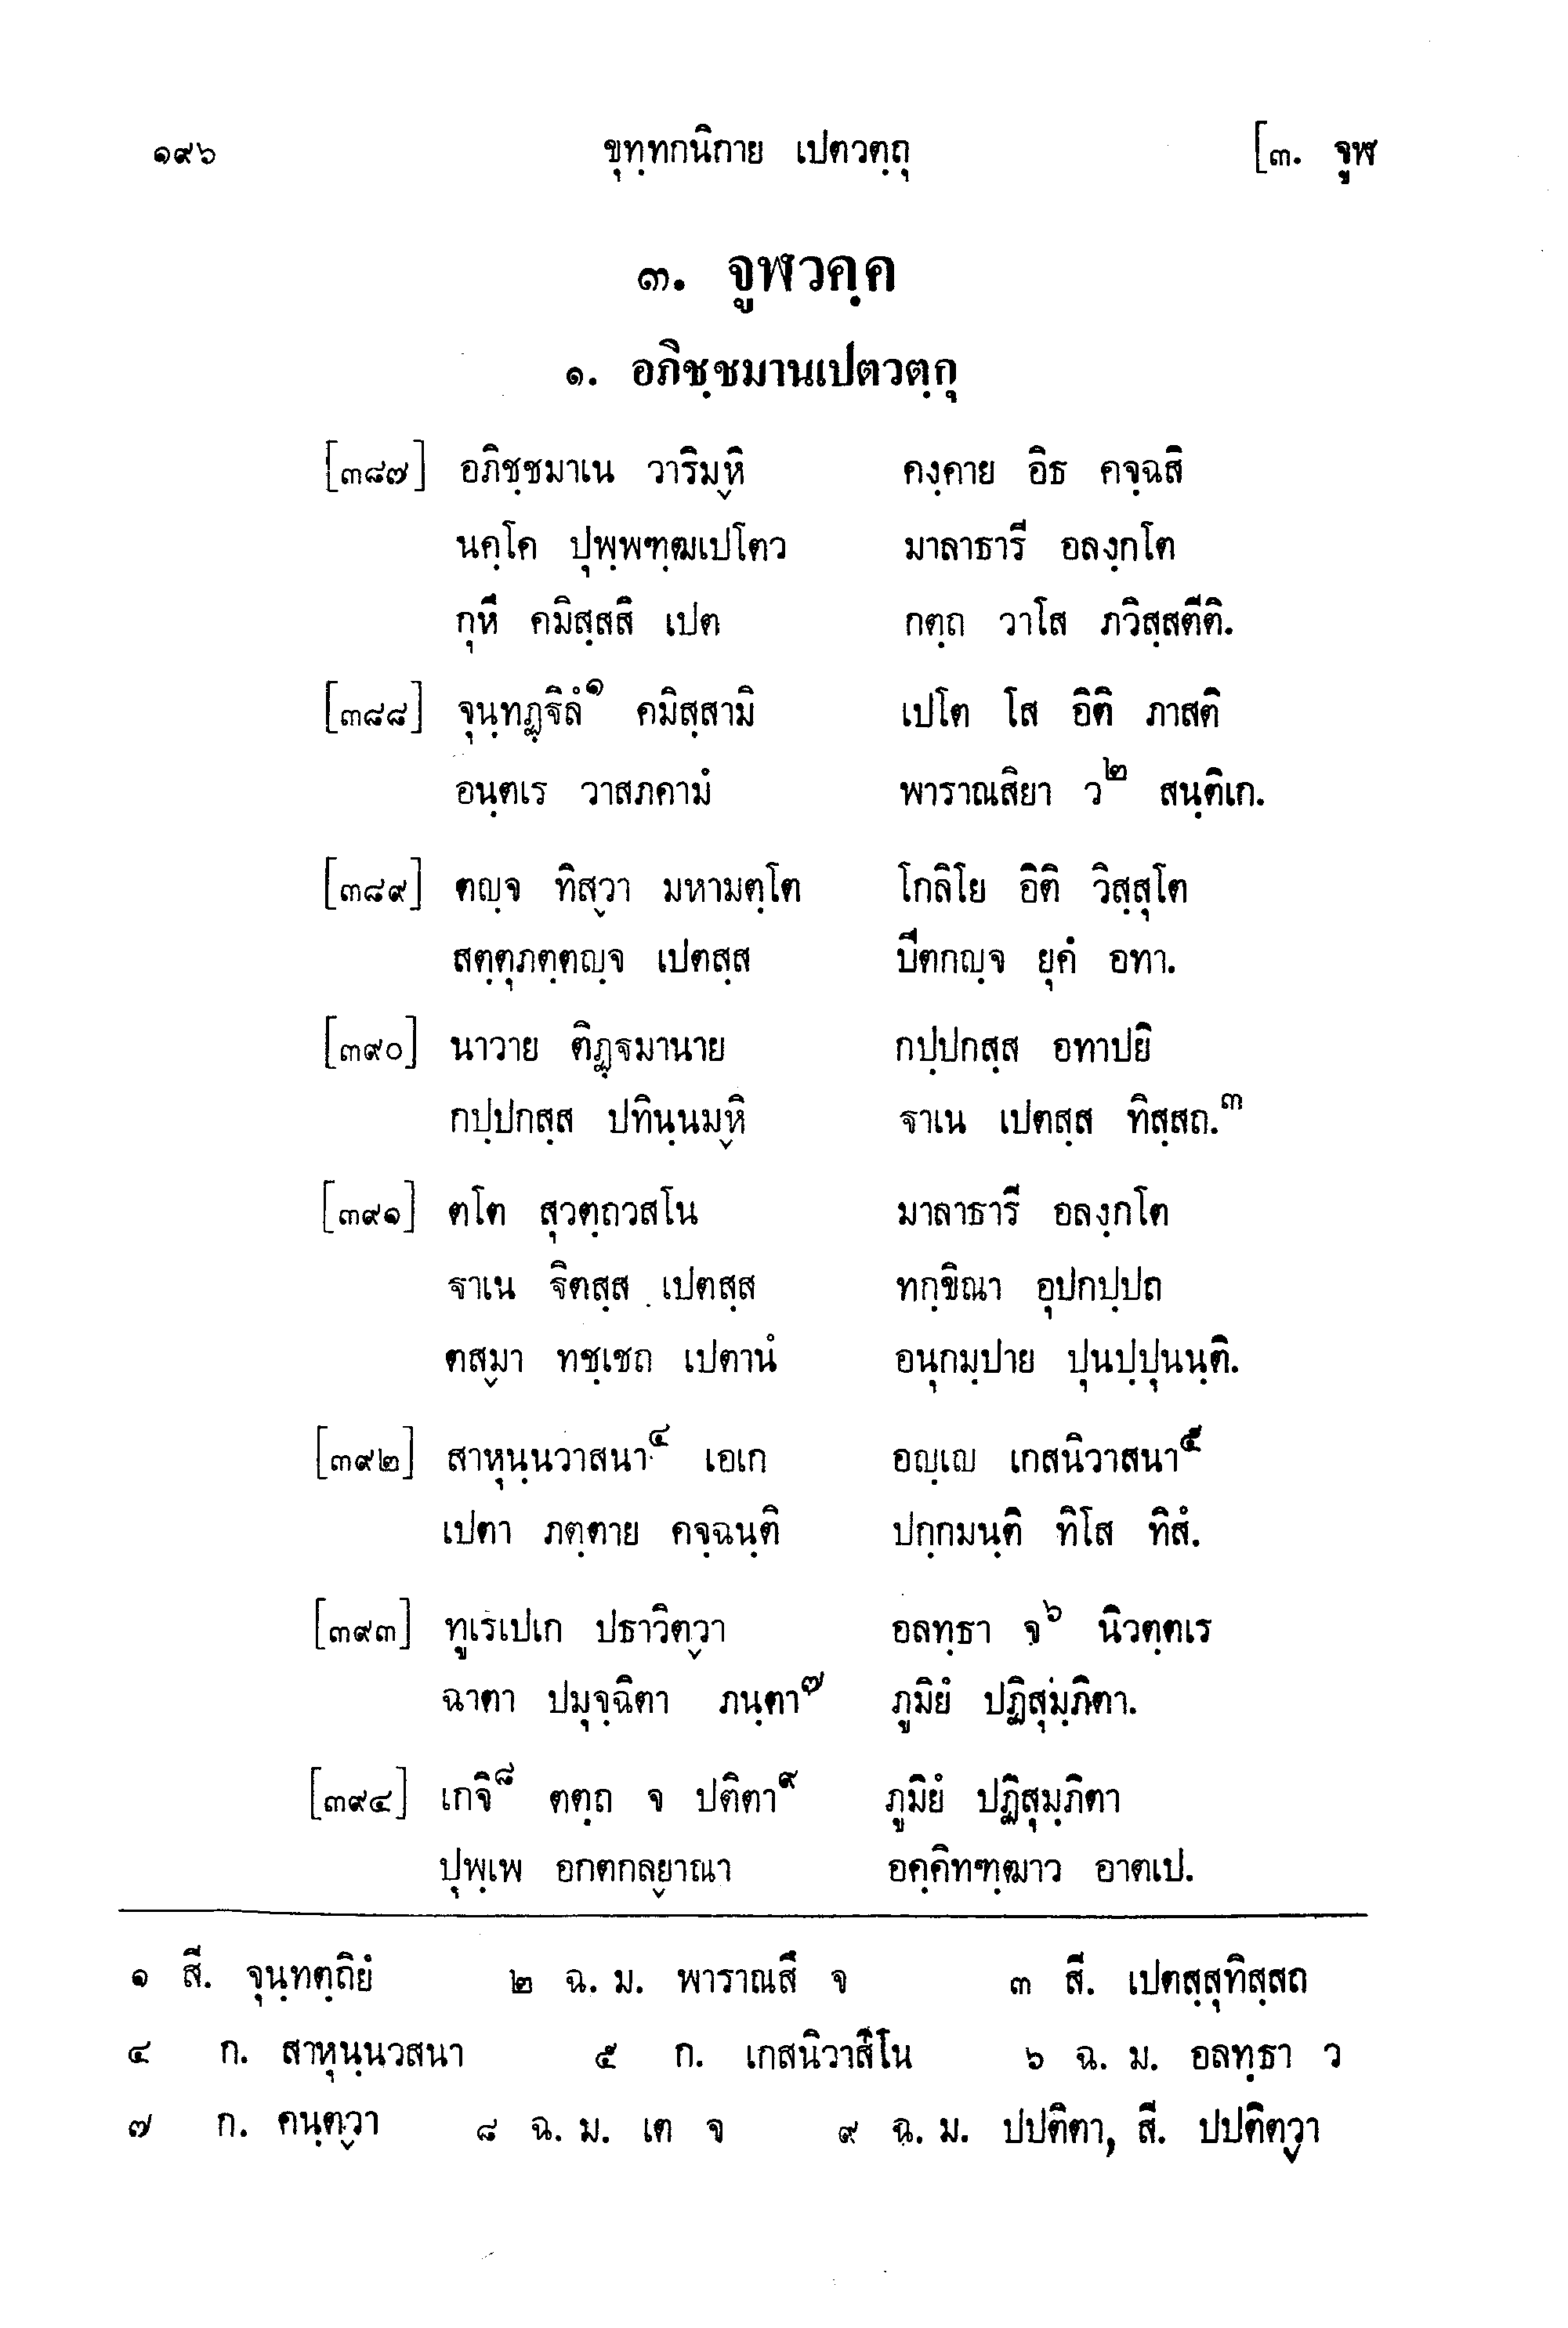 ๑๙๖ ขุทฺทกนิกาย เปตวตฺถุ [๓. จูฬ
๓. จูฬวคฺค
๑. อภิชฺชมานเปตวตฺถุ
[๓๘๗] อภิชฺชมาเน วาริมฺหิ คงฺคาย อิธ คจฺฉสิ
นคฺโค ปุพฺพฑฺฒเปโตว มาลาธารี อลงฺกโต
กุหึ คมิสฺสสิ เปต กตฺถ วาโส ภวิสฺสตีติ.
[๓๘๘] จุนฺทฏฺฐิลํ๑ คมิสฺสามิ เปโต โส อิติ ภาสติ
อนฺตเร วาสภคามํ พาราณสิยา ว๒ สนฺติเก.
[๓๘๙] ตญฺจ ทิสฺวา มหามตฺโต โกลิโย อิติ วิสฺสุโต
สตฺตุภตฺตญฺจ เปตสฺส ปีตกญฺจ ยุคํ อทา.
[๓๙๐] นาวาย ติฏฺฐมานาย กปฺปกสฺส อทาปยิ
กปฺปกสฺส ปทินฺนมฺหิ ฐาเน เปตสฺส ทิสฺสถ.๓
[๓๙๑] ตโต สุวตฺถวสโน มาลาธารี อลงฺกโต
ฐาเน ฐิตสฺส เปตสฺส ทกฺขิณา อุปกปฺปถ
ตสฺมา ทชฺเชถ เปตานํ อนุกมฺปาย ปุนปฺปุนนฺติ.
[๓๙๒] สาหุนฺนวาสนา๔ เอเก อญฺเญ เกสนิวาสนา๕
เปตา ภตฺตาย คจฺฉนฺติ ปกฺกมนฺติ ทิโส ทิสํ.
[๓๙๓] ทูเรเปเก ปธาวิตฺวา อลทฺธา จ๖ นิวตฺตเร
ฉาตา ปมุจฺฉิตา ภนฺตา๗ ภูมิยํ ปฏิสุมฺภิตา.
[๓๙๔] เกจิ๘ ตตฺถ จ ปติตา๙ ภูมิยํ ปฏิสุมฺภิตา
ปุพฺเพ อกตกลฺยาณา อคฺคิทฑฺฒาว อาตเป.
๑ สี. จุนฺทตฺถิยํ ๒ ฉ. ม. พาราณสึ จ ๓ สี. เปตสฺสุทิสฺสถ
๔ ก. สาหุนฺนวสนา ๕ ก. เกสนิวาสิโน ๖ ฉ. ม. อลทฺธา ว
๗ ก. คนฺตฺวา ๘ ฉ. ม. เต จ ๙ ฉ. ม. ปปติตา, สี. ปปติตฺวา